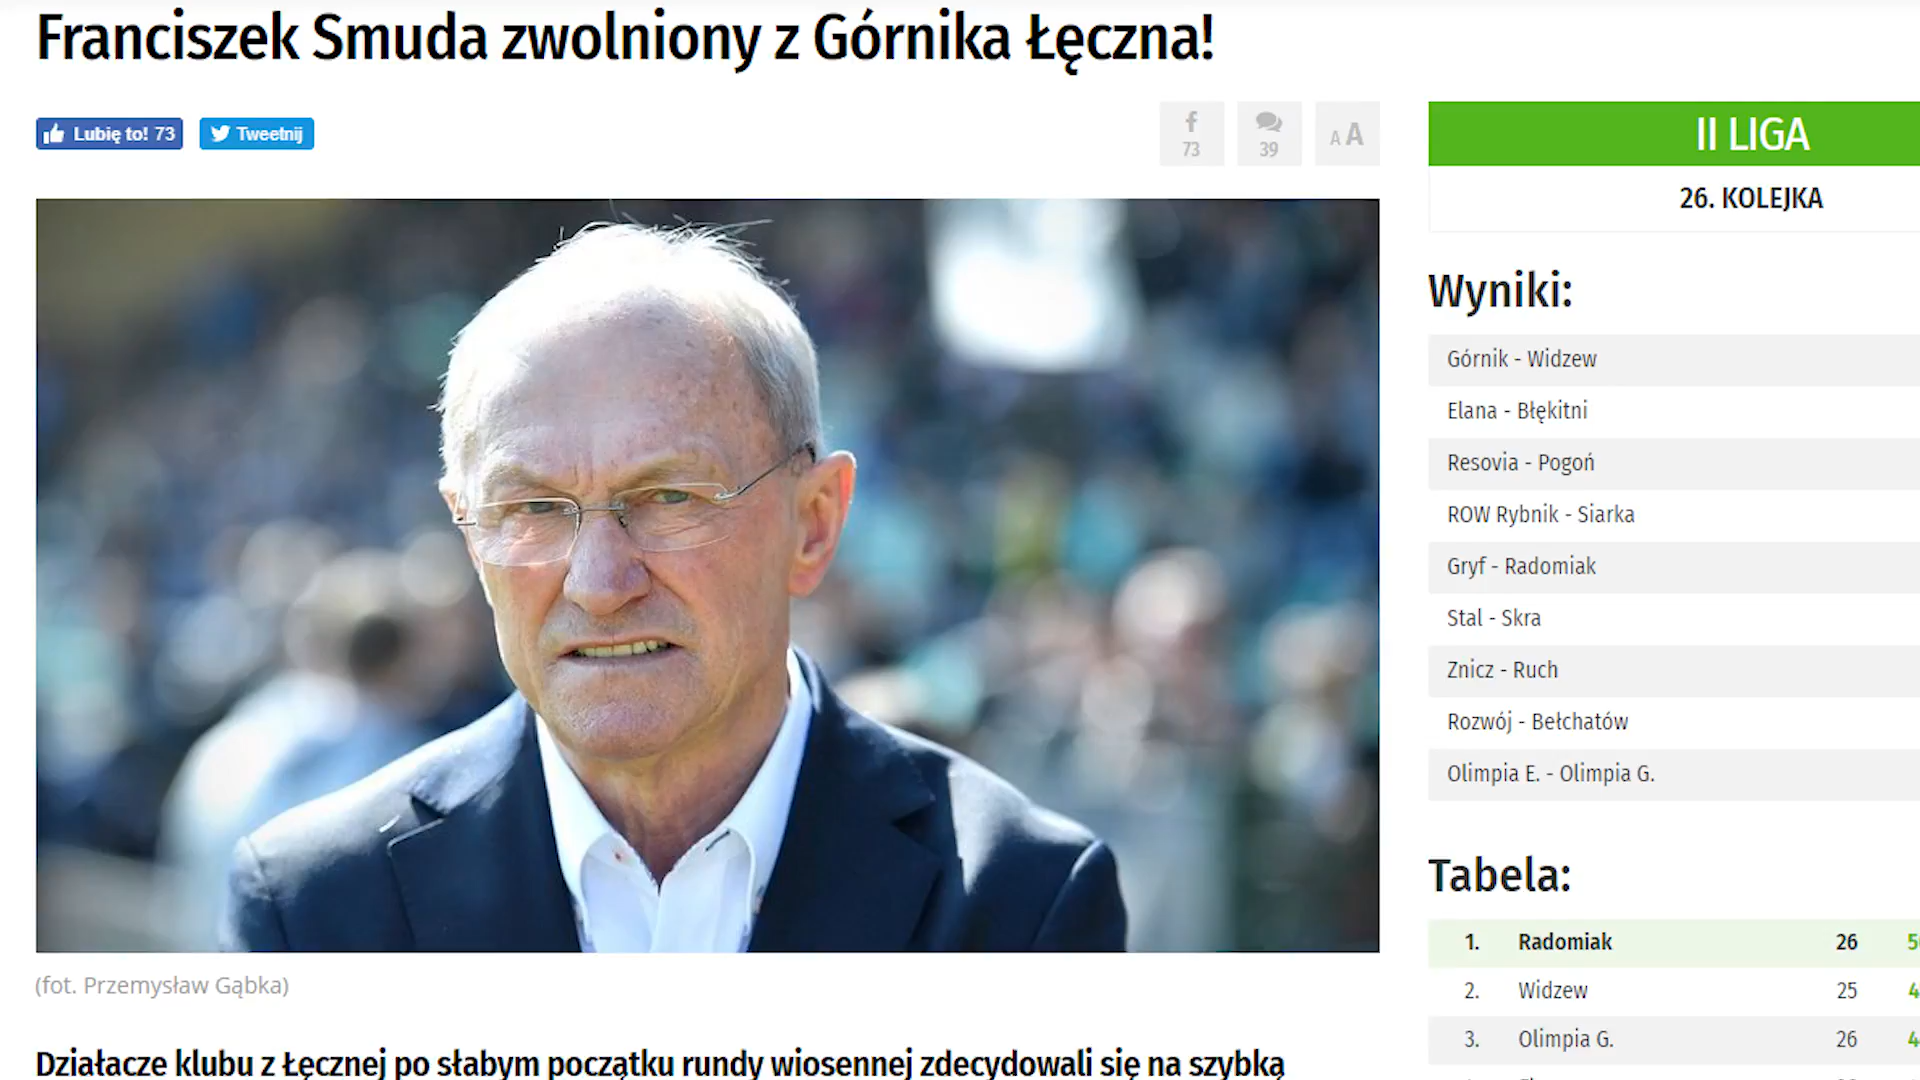 Franciszek Smuda zwolniony z Górnika Łęczna!
Lubię to! 73
Tweetnij
73
39
A A
(fot. Przemysław Gąbka)
Działacze klubu z Łęcznej po słabym początku rundy wiosennej zdecydowali się na szybką
II LIGA
26. KOLEJKA
Wyniki:
Górnik - Widzew
Elana - Błękitni
Resovia - Pogoń
ROW Rybnik - Siarka
Gryf - Radomiak
Stal - Skra
Znicz - Ruch
Rozwój - Bełchatów
Olimpia E. - Olimpia G.
Tabela:
1. Radomiak 26
2. Widzew 25
3. Olimpia G. 26